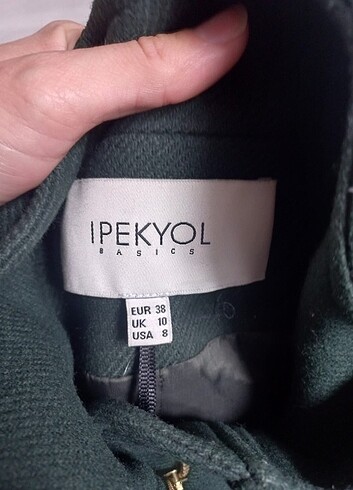 IPEKYOL
BASICS
EUR 38
UK 10
USA 8